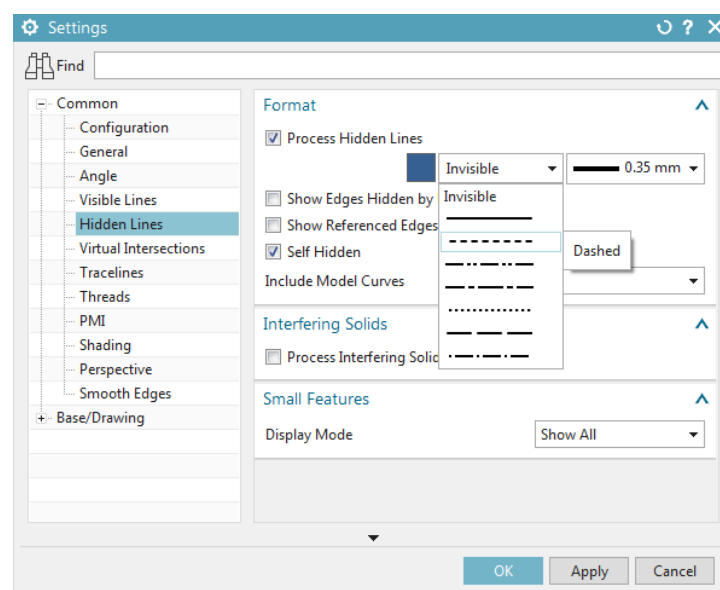 Settings
?
Find
Common
Configuration
General
Angle
Visible Lines
Hidden Lines
Virtual Intersections
Tracelines
Threads
PMI
Shading
Perspective
Smooth Edges
Base/Drawing
Format
Process Hidden Lines
Invisible
0.35 mm
Show Edges Hidden by
Invisible
Show Referenced Edges
Self Hidden
Dashed
Include Model Curves
Interfering Solids
Process Interfering Solid
Small Features
Display Mode
Show All
OK
Apply
Cancel